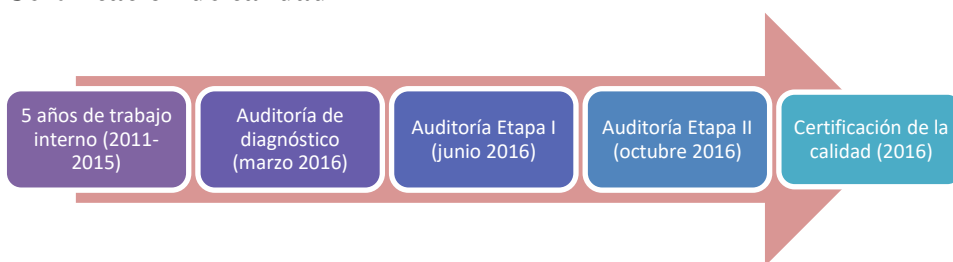 5 años de trabajo
interno (2011-
2015)
Auditoría de
diagnóstico
(marzo 2016)
Auditoría Etapa I
(junio 2016)
Auditoría Etapa II
(octubre 2016)
Certificación de la
calidad (2016)